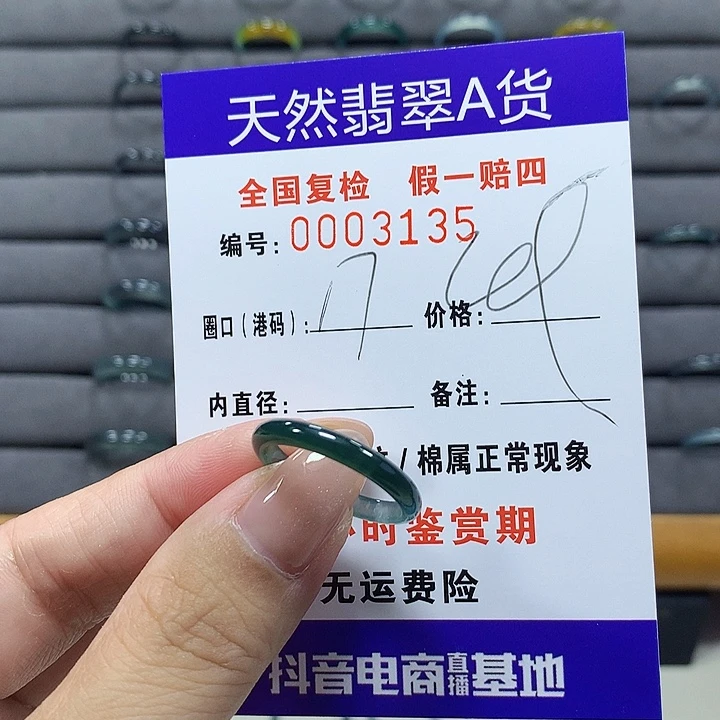 天然翡翠A货
全国复检 假一赔四
编号: 0003135
圈口(港码): 17 价格:
内直径: 备注:
/棉属正常现象
时鉴赏期
无运费险
抖音电商直播基地